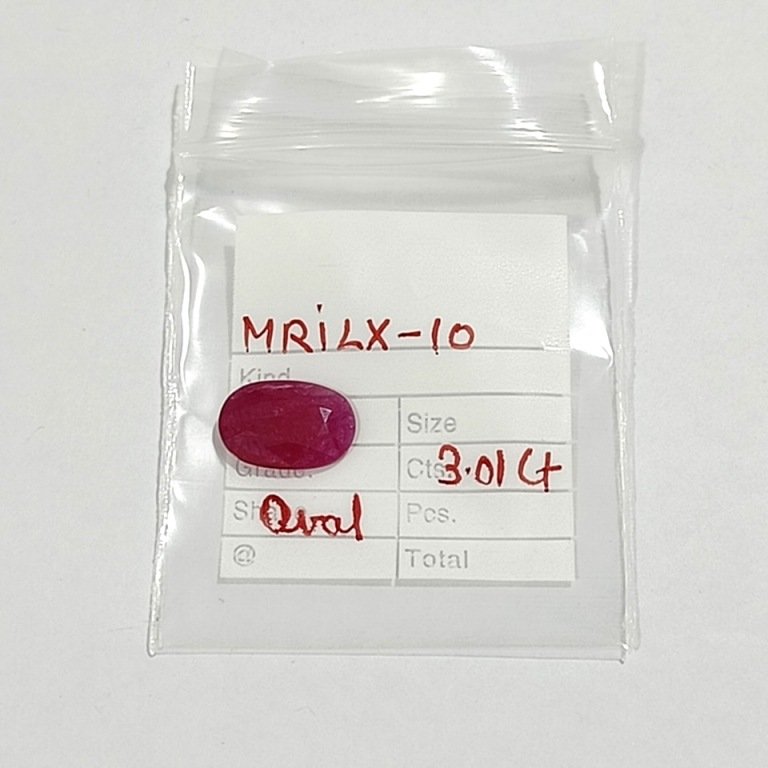 MRiLX-10
Kind
Size
Grade.
Cts. 3.01 Ct
Oval
Pcs.
@
Total